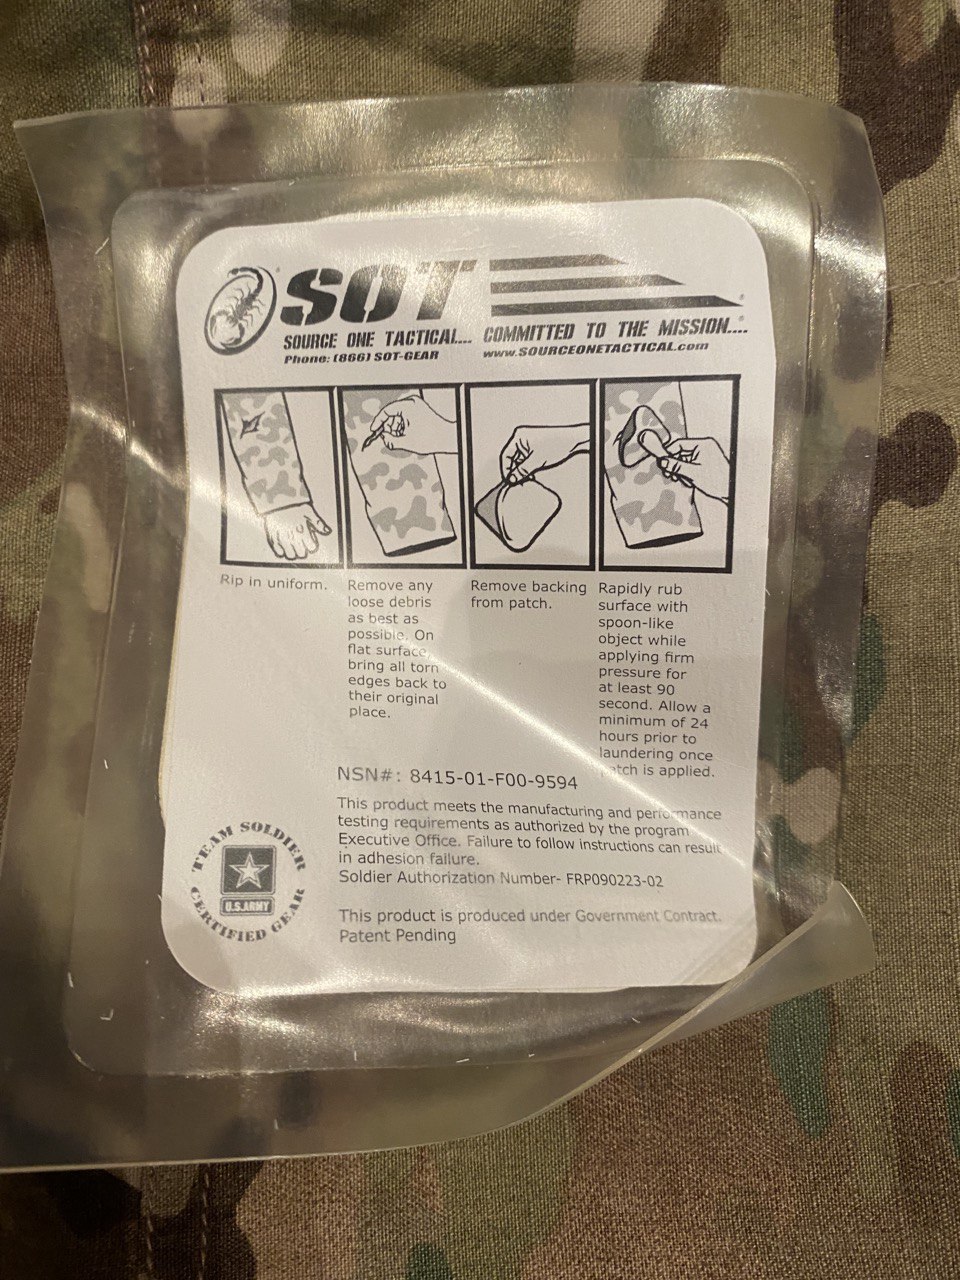 SOT
SOURCE ONE TACTICAL.... COMMITTED TO THE MISSION....®
Phone: (866) SOT-GEAR www.SOURCEONETACTICAL.com
Rip in uniform.
Remove any
loose debris
as best as
possible. On
flat surface,
bring all torn
edges back to
their original
place.
Remove backing
from patch.
Rapidly rub
surface with
spoon-like
object while
applying firm
pressure for
at least 90
second. Allow a
minimum of 24
hours prior to
laundering once
patch is applied.
NSN#: 8415-01-F00-9594
This product meets the manufacturing and performance
testing requirements as authorized by the program
Executive Office. Failure to follow instructions can result
in adhesion failure.
Soldier Authorization Number- FRP090223-02
This product is produced under Government Contract.
Patent Pending
TEAM SOLDIER
U.S.ARMY
CERTIFIED GEAR